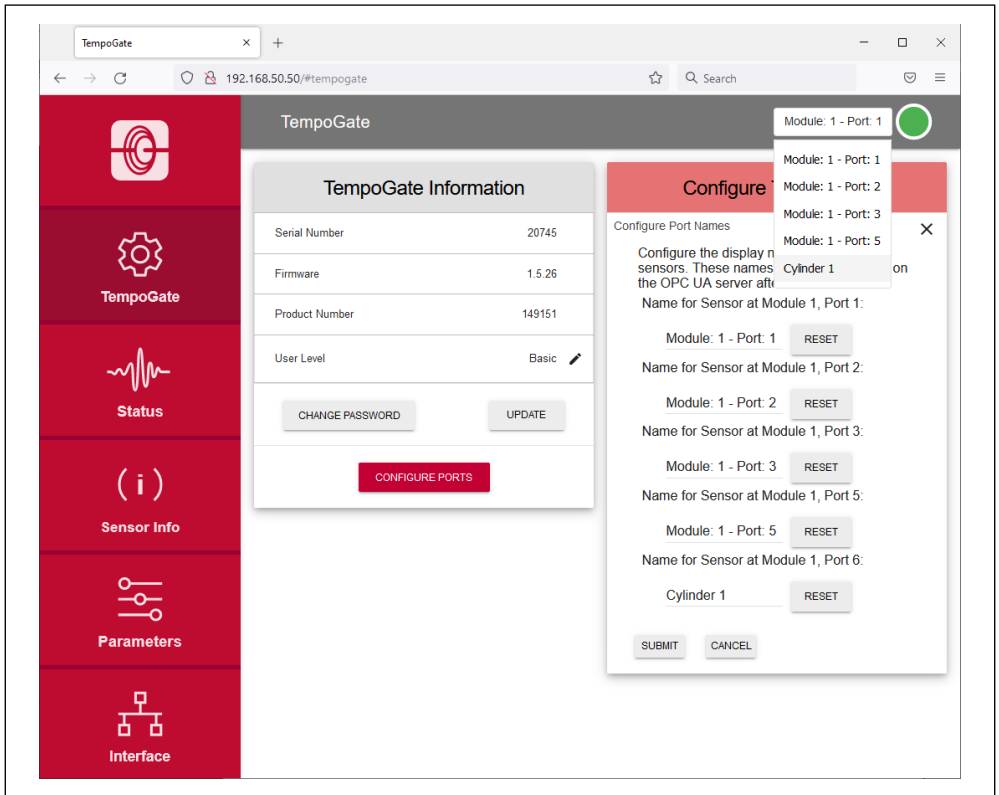 TempoGate
192.168.50.50/#tempogate
Search
TempoGate
Module: 1 - Port: 1
Module: 1 - Port: 1
Module: 1 - Port: 2
Module: 1 - Port: 3
Module: 1 - Port: 5
Cylinder 1
TempoGate
Status
(i)
Sensor Info
Parameters
Interface
TempoGate Information
Serial Number 20745
Firmware 1.5.26
Product Number 149151
User Level Basic
CHANGE PASSWORD UPDATE
CONFIGURE PORTS
Configure
Configure Port Names
Configure the display n
sensors. These names on
the OPC UA server afte
Name for Sensor at Module 1, Port 1:
Module: 1 - Port: 1 RESET
Name for Sensor at Module 1, Port 2:
Module: 1 - Port: 2 RESET
Name for Sensor at Module 1, Port 3:
Module: 1 - Port: 3 RESET
Name for Sensor at Module 1, Port 5:
Module: 1 - Port: 5 RESET
Name for Sensor at Module 1, Port 6:
Cylinder 1 RESET
SUBMIT CANCEL